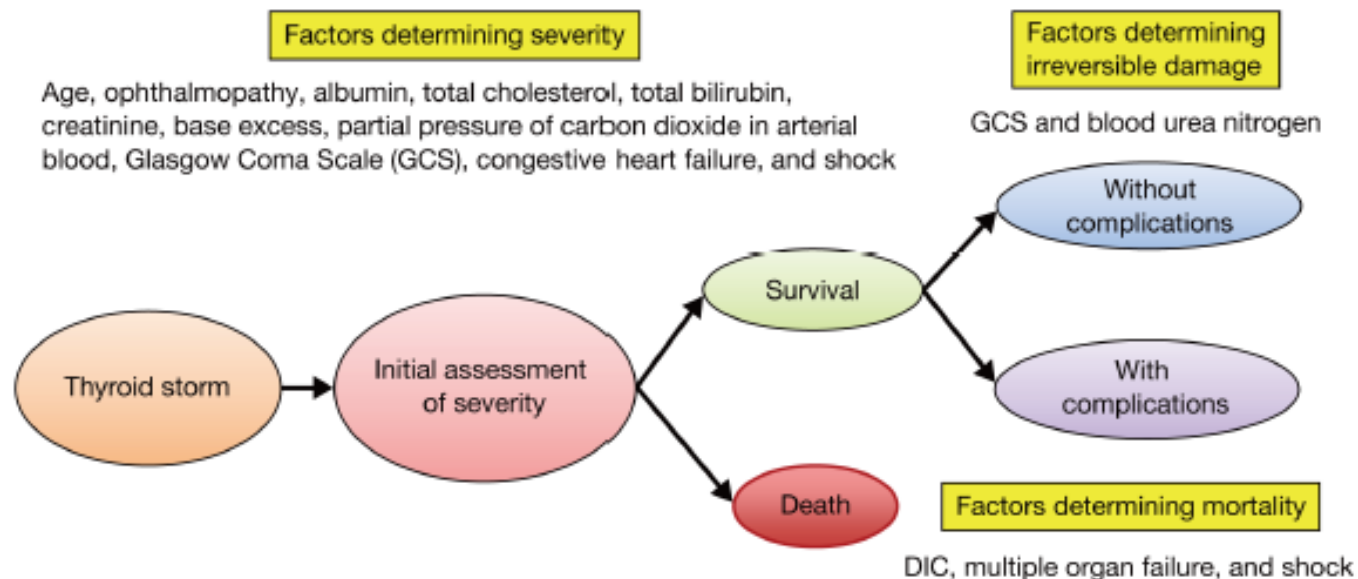 Factors determining severity
Age, ophthalmopathy, albumin, total cholesterol, total bilirubin,
creatinine, base excess, partial pressure of carbon dioxide in arterial
blood, Glasgow Coma Scale (GCS), congestive heart failure, and shock
Factors determining
irreversible damage
GCS and blood urea nitrogen
Without
complications
Survival
Thyroid storm
Initial assessment
of severity
With
complications
Death
Factors determining mortality
DIC, multiple organ failure, and shock